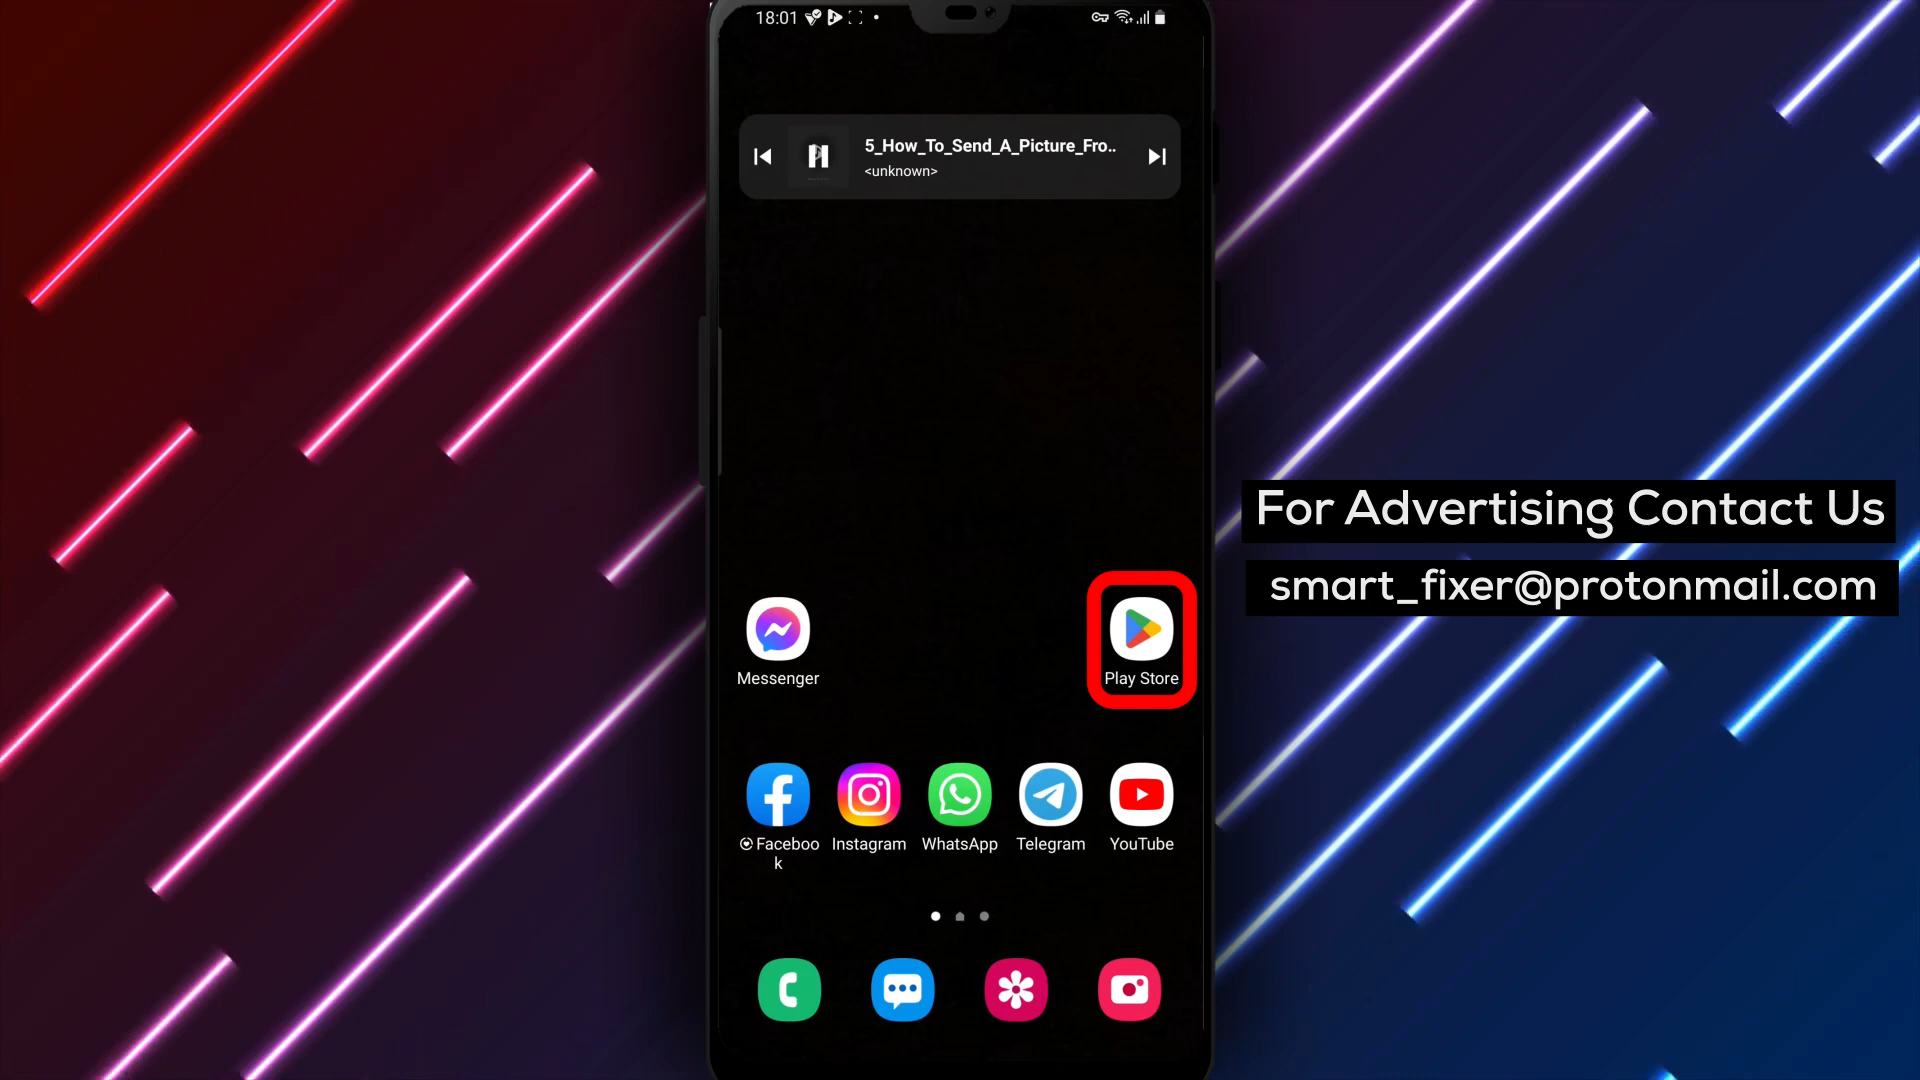 18:01
5_How_To_Send_A_Picture_Fro..
<unknown>
For Advertising Contact Us
smart_fixer@protonmail.com
Messenger
Play Store
Faceboo
k
Instagram
WhatsApp
Telegram
YouTube